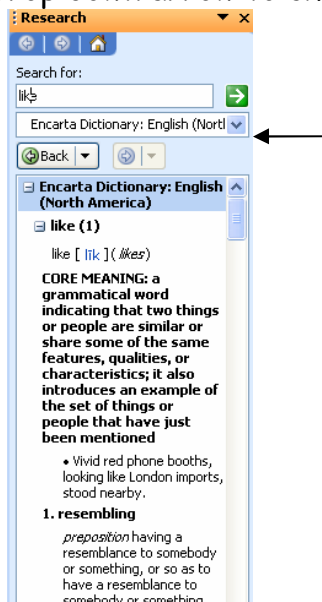 Research
Search for:
like
Encarta Dictionary: English (Nort
Back
Encarta Dictionary: English
(North America)
like (1)
like [ līk ] ( likes)
CORE MEANING: a
grammatical word
indicating that two things
or people are similar or
share some of the same
features, qualities, or
characteristics; it also
introduces an example of
the set of things or
people that have just
been mentioned
• Vivid red phone booths,
looking like London imports,
stood nearby.
1. resembling
preposition having a
resemblance to somebody
or something, or so as to
have a resemblance to
somebody or something